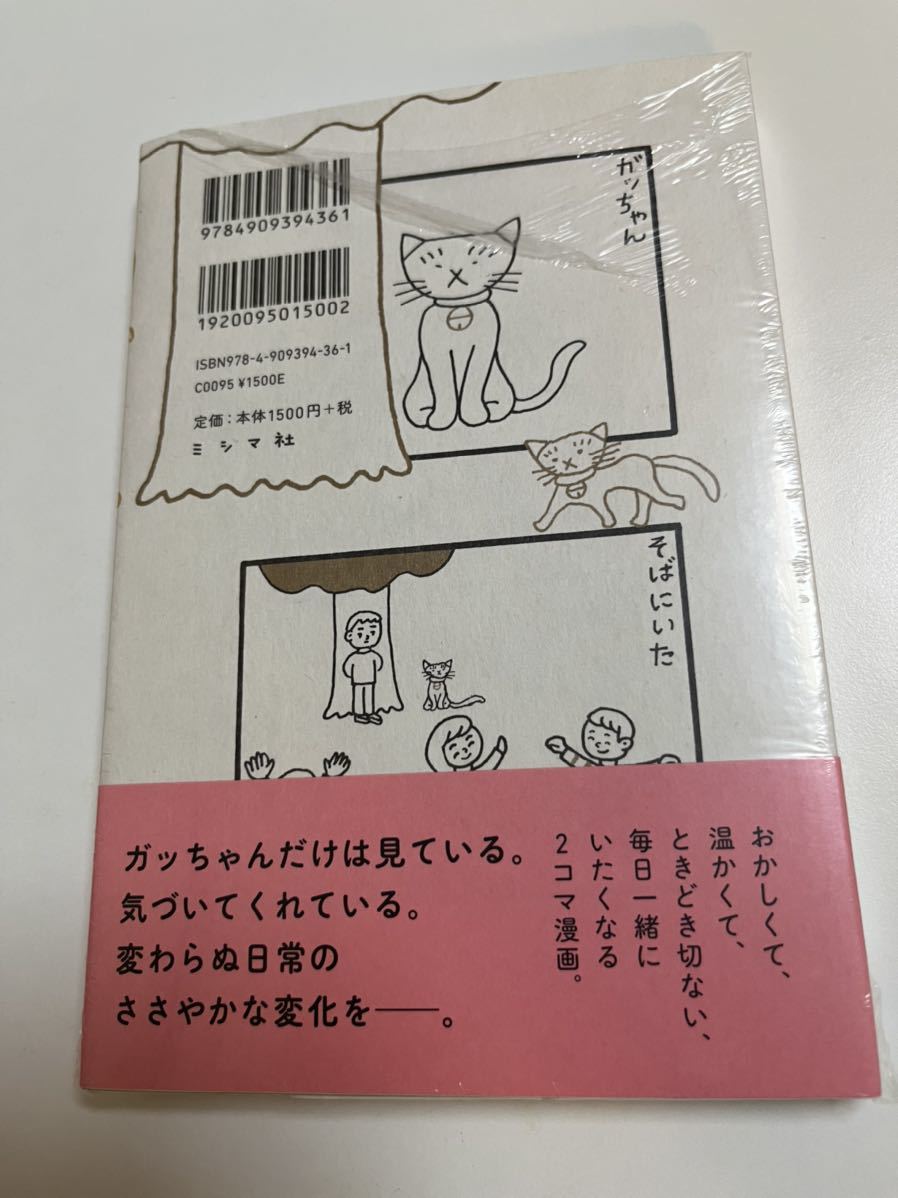 9784909394361
1920095015002
ISBN978-4-909394-36-1
C0095 ¥1500E
定価:本体1500円+税
ミシマ社
ガッちゃん
そばにいた
ガッちゃんだけは見ている。
気づいてくれている。
変わらぬ日常の
ささやかな変化を――。
おかしくて、
温かくて、
ときどき切ない、
毎日一緒に
いたくなる
2コマ漫画。